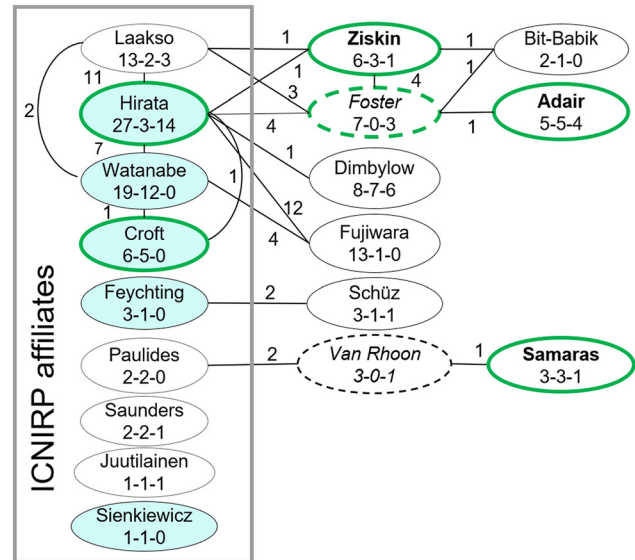 Laakso
13-2-3
1
Ziskin
6-3-1
1
Bit-Babik
2-1-0
11
1
3
4
1
2
Hirata
27-3-14
4
Foster
7-0-3
1
Adair
5-5-4
7
Watanabe
19-12-0
1
1
Dimbylow
8-7-6
1
Croft
6-5-0
12
4
Fujiwara
13-1-0
Feychting
3-1-0
2
Schüz
3-1-1
Paulides
2-2-0
2
Van Rhoon
3-0-1
1
Samaras
3-3-1
Saunders
2-2-1
Juutilainen
1-1-1
Sienkiewicz
1-1-0
ICNIRP affiliates